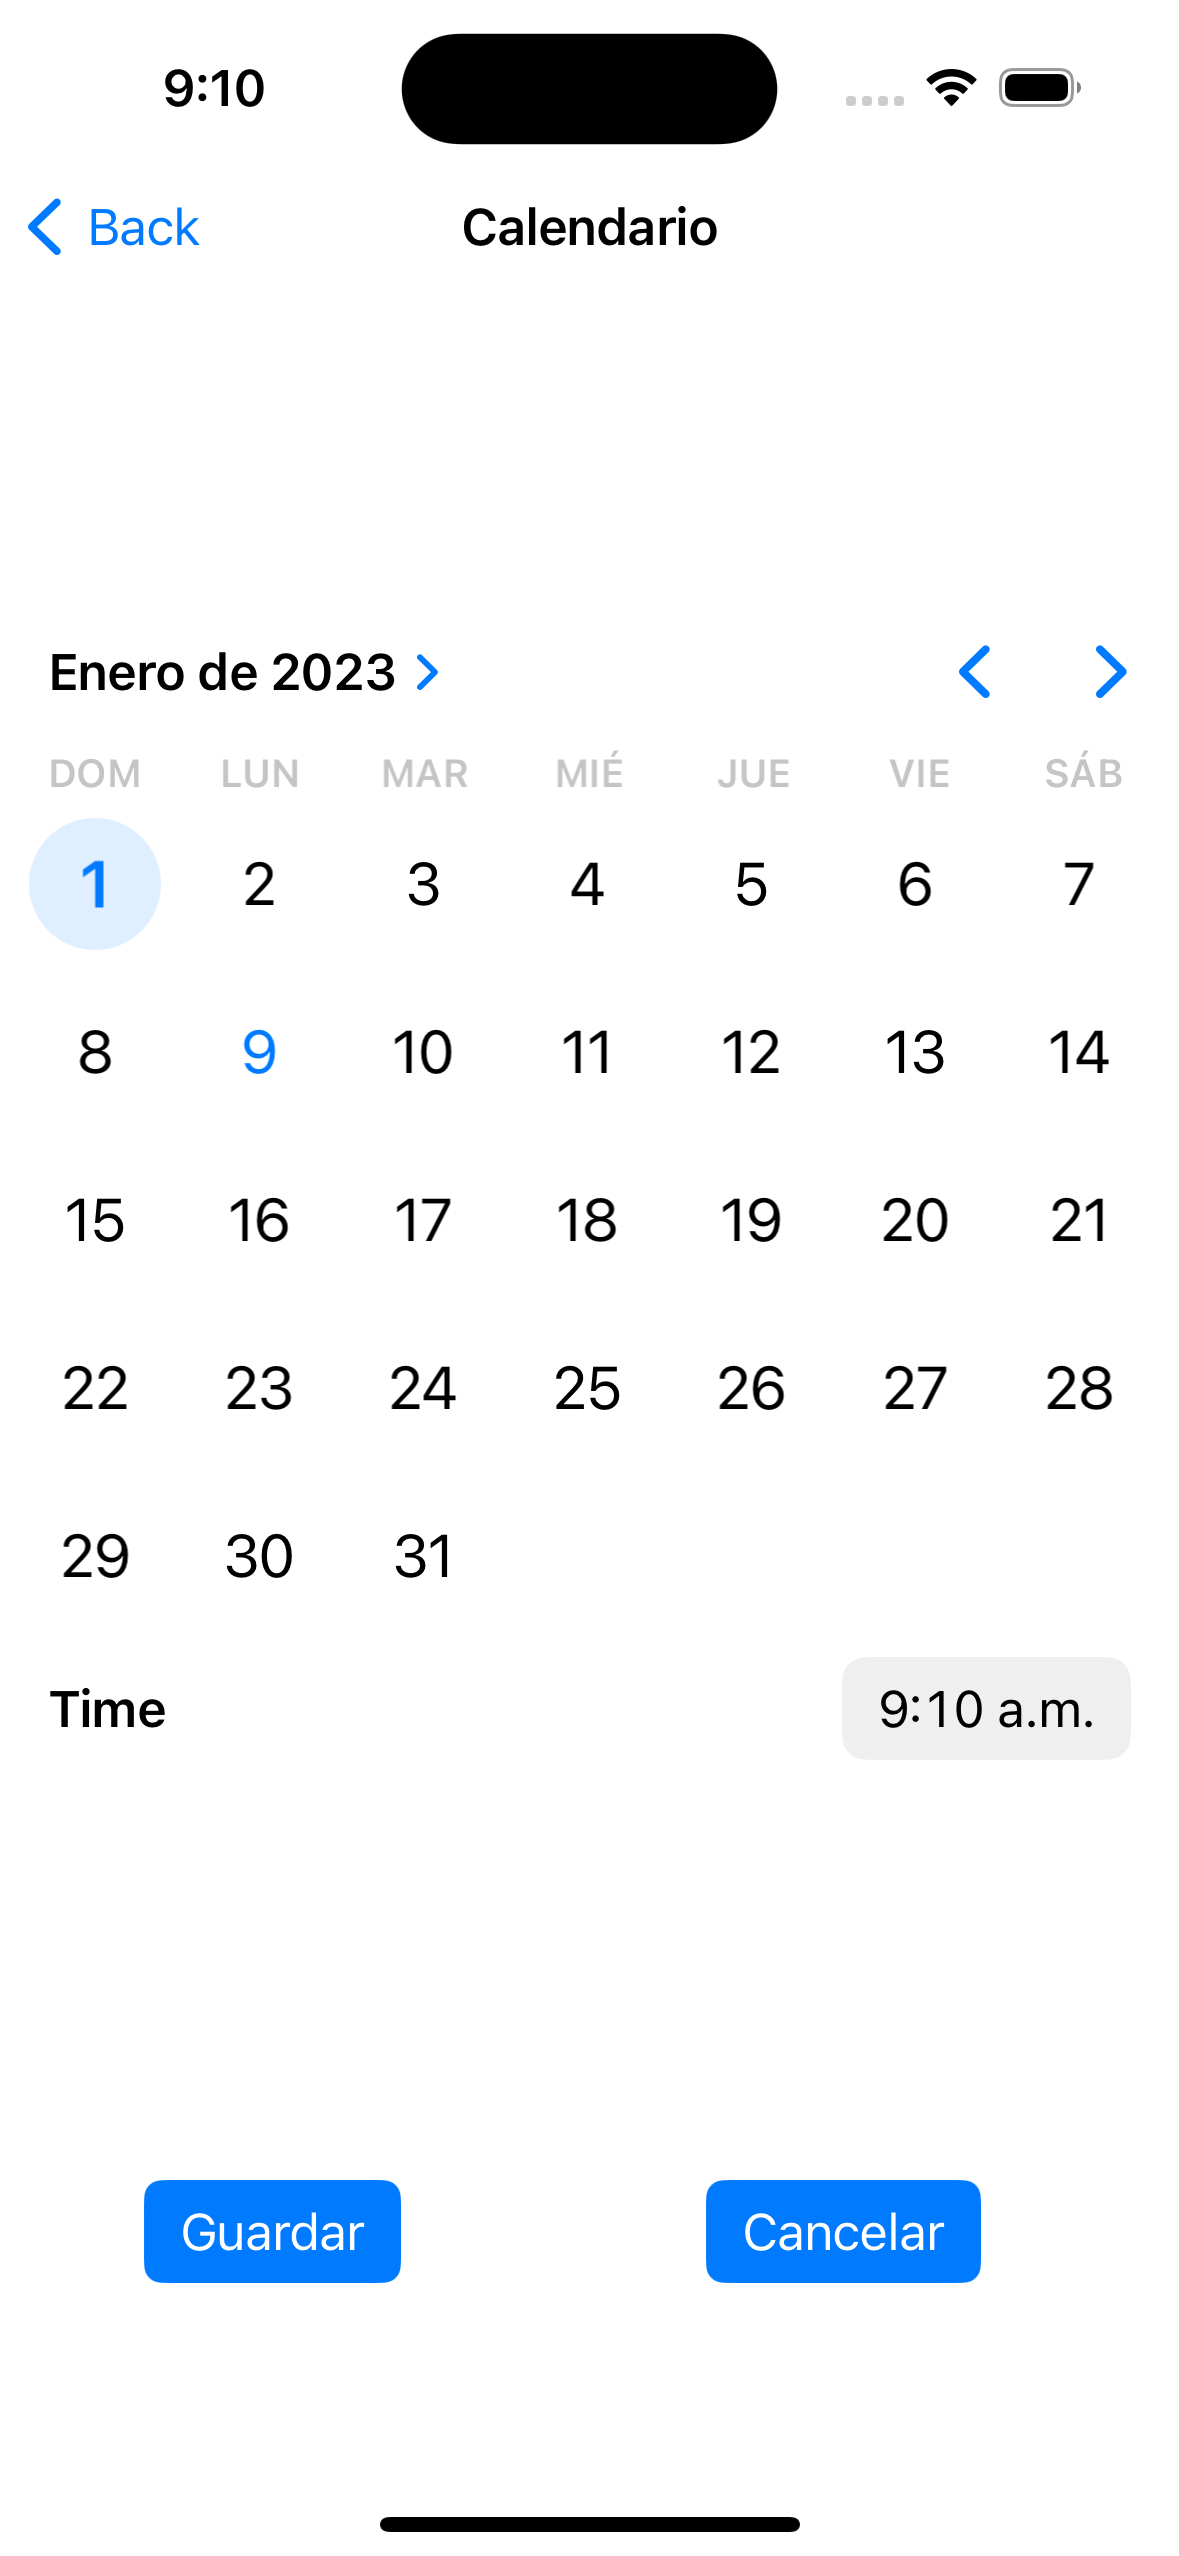 9:10
Back Calendario
Enero de 2023
DOM LUN MAR MIÉ JUE VIE SÁB
1 2 3 4 5 6 7
8 9 10 11 12 13 14
15 16 17 18 19 20 21
22 23 24 25 26 27 28
29 30 31
Time 9:10 a.m.
Guardar Cancelar